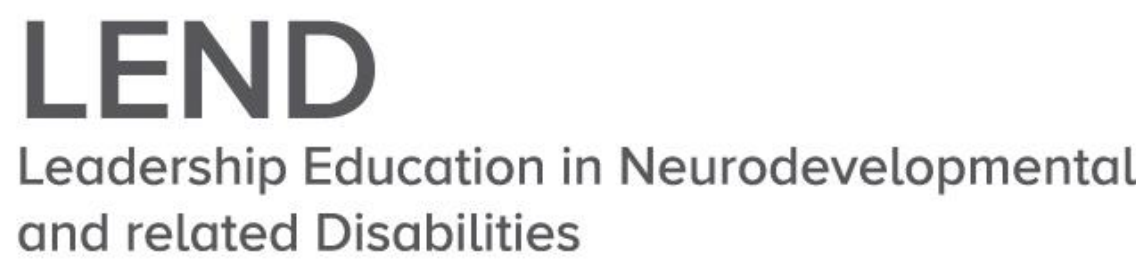 LEND
Leadership Education in Neurodevelopmental
and related Disabilities